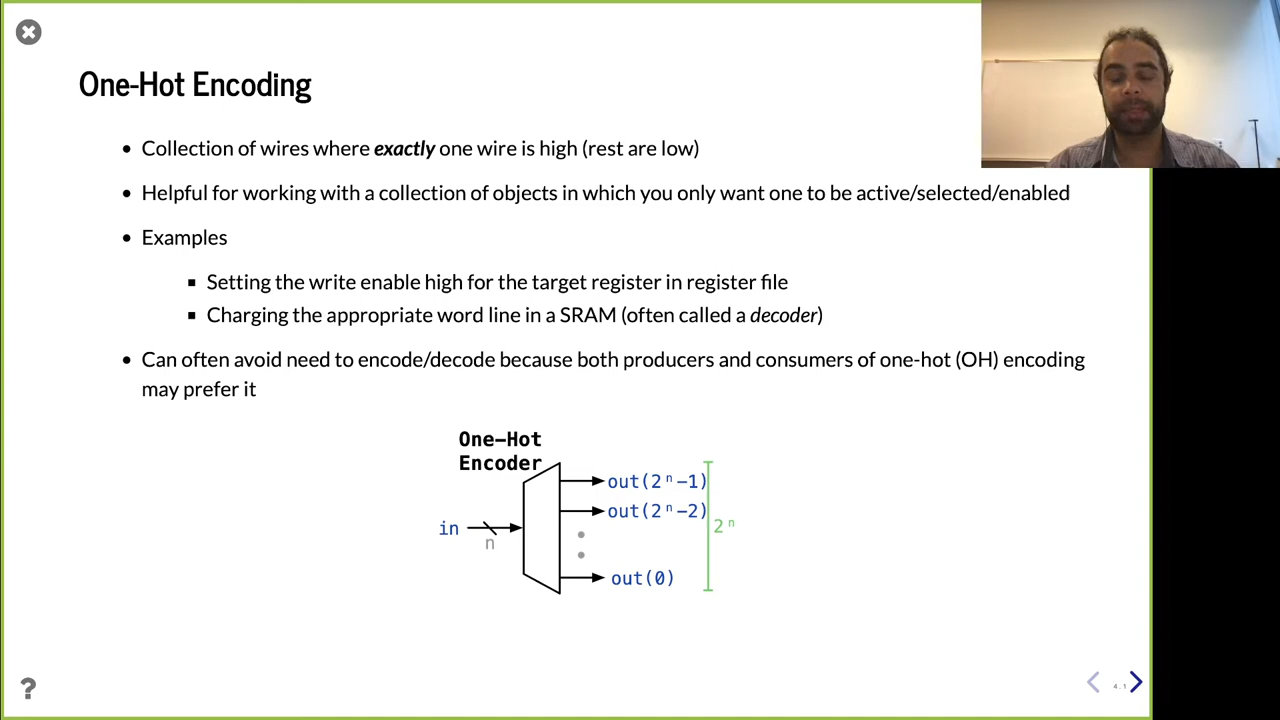 One-Hot Encoding
Collection of wires where exactly one wire is high (rest are low)
Helpful for working with a collection of objects in which you only want one to be active/selected/enabled
Examples
Setting the write enable high for the target register in register file
Charging the appropriate word line in a SRAM (often called a decoder)
Can often avoid need to encode/decode because both producers and consumers of one-hot (OH) encoding
may prefer it
One-Hot
Encoder
out(2ⁿ-1)
out(2ⁿ-2)
in
n
2ⁿ
out(0)
?
4.1